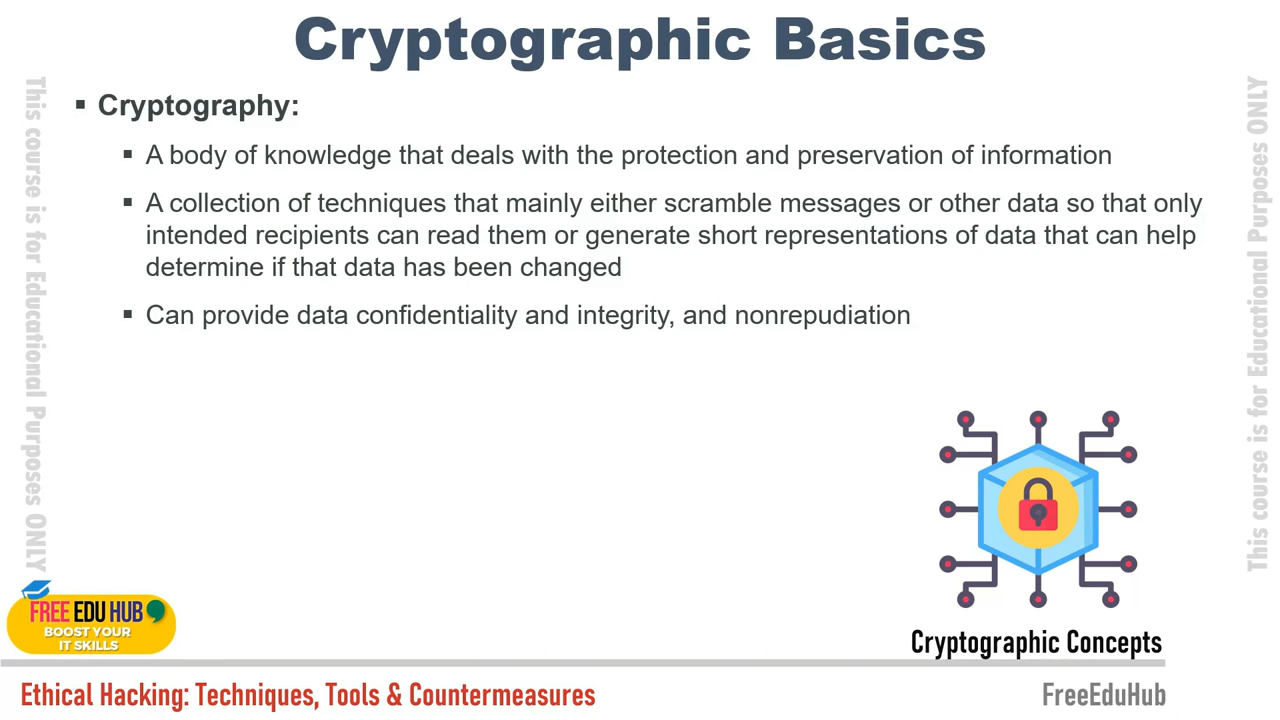 Cryptographic Basics
▪ Cryptography:
▪ A body of knowledge that deals with the protection and preservation of information
▪ A collection of techniques that mainly either scramble messages or other data so that only
intended recipients can read them or generate short representations of data that can help
determine if that data has been changed
▪ Can provide data confidentiality and integrity, and nonrepudiation
This course is for Educational Purposes ONLY
This course is for Educational Purposes ONLY
FREE EDU HUB
BOOST YOUR
IT SKILLS
Cryptographic Concepts
Ethical Hacking: Techniques, Tools & Countermeasures
FreeEduHub